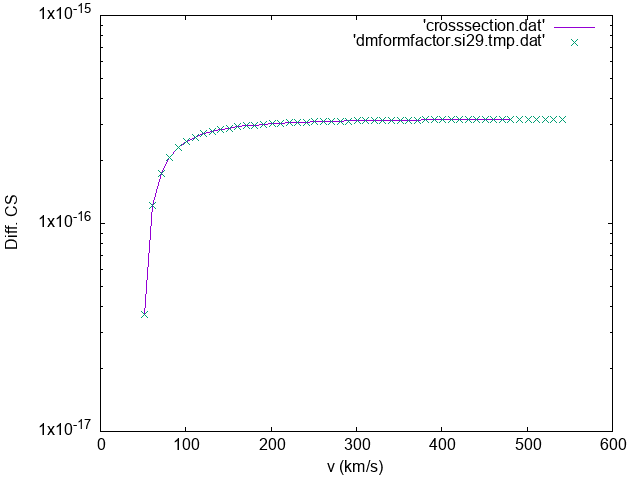 1x10-15
'crosssection.dat'
'dmformfactor.si29.tmp.dat'
1x10-16
Diff. CS
1x10-17
0 100 200 300 400 500 600
v (km/s)